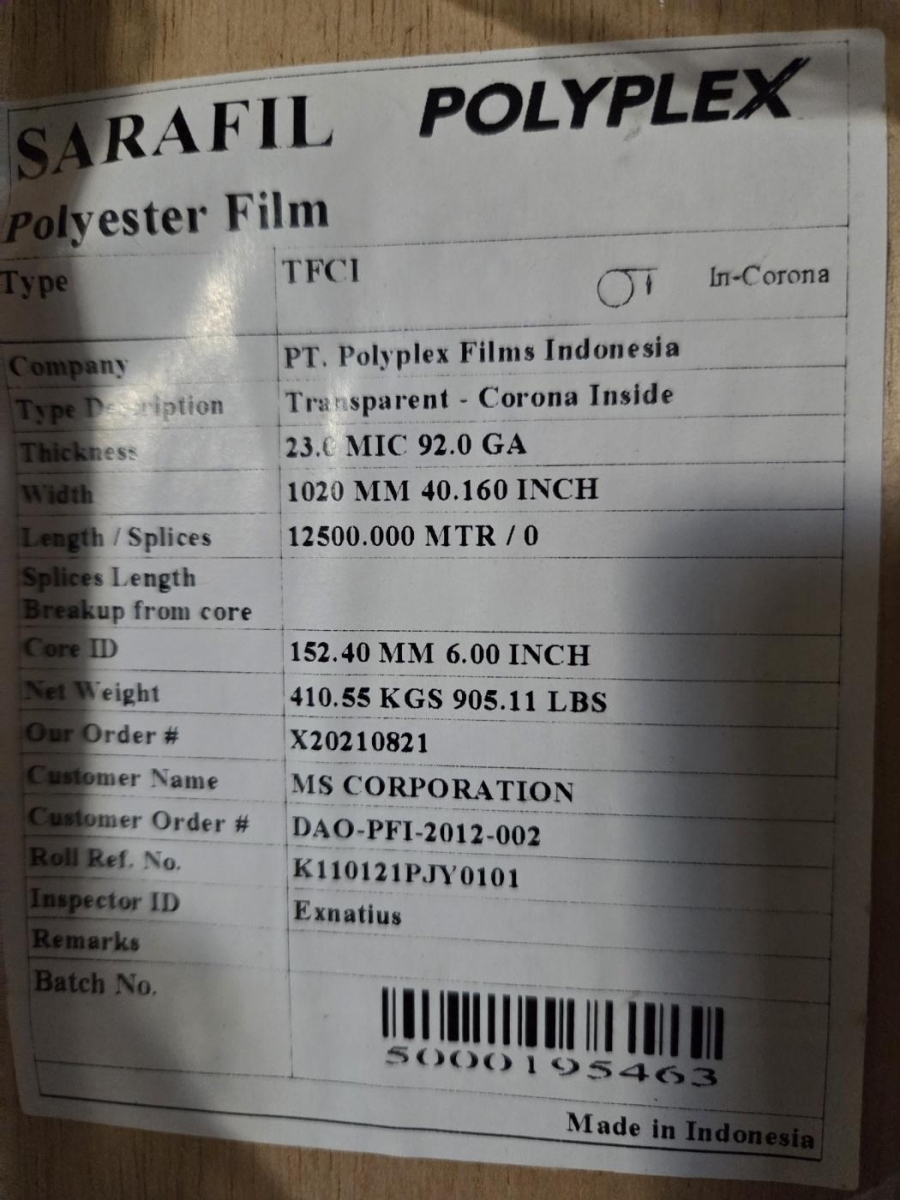 SARAFIL POLYPLEX
Polyester Film
Type TFCI In-Corona
Company PT. Polyplex Films Indonesia
Type Description Transparent - Corona Inside
Thickness 23.0 MIC 92.0 GA
Width 1020 MM 40.160 INCH
Length / Splices 12500.000 MTR / 0
Splices Length
Breakup from core
Core ID 152.40 MM 6.00 INCH
Net Weight 410.55 KGS 905.11 LBS
Our Order # X20210821
Customer Name MS CORPORATION
Customer Order # DAO-PFI-2012-002
Roll Ref. No. K110121PJY0101
Inspector ID Exnatius
Remarks
Batch No.
5000195463
Made in Indonesia